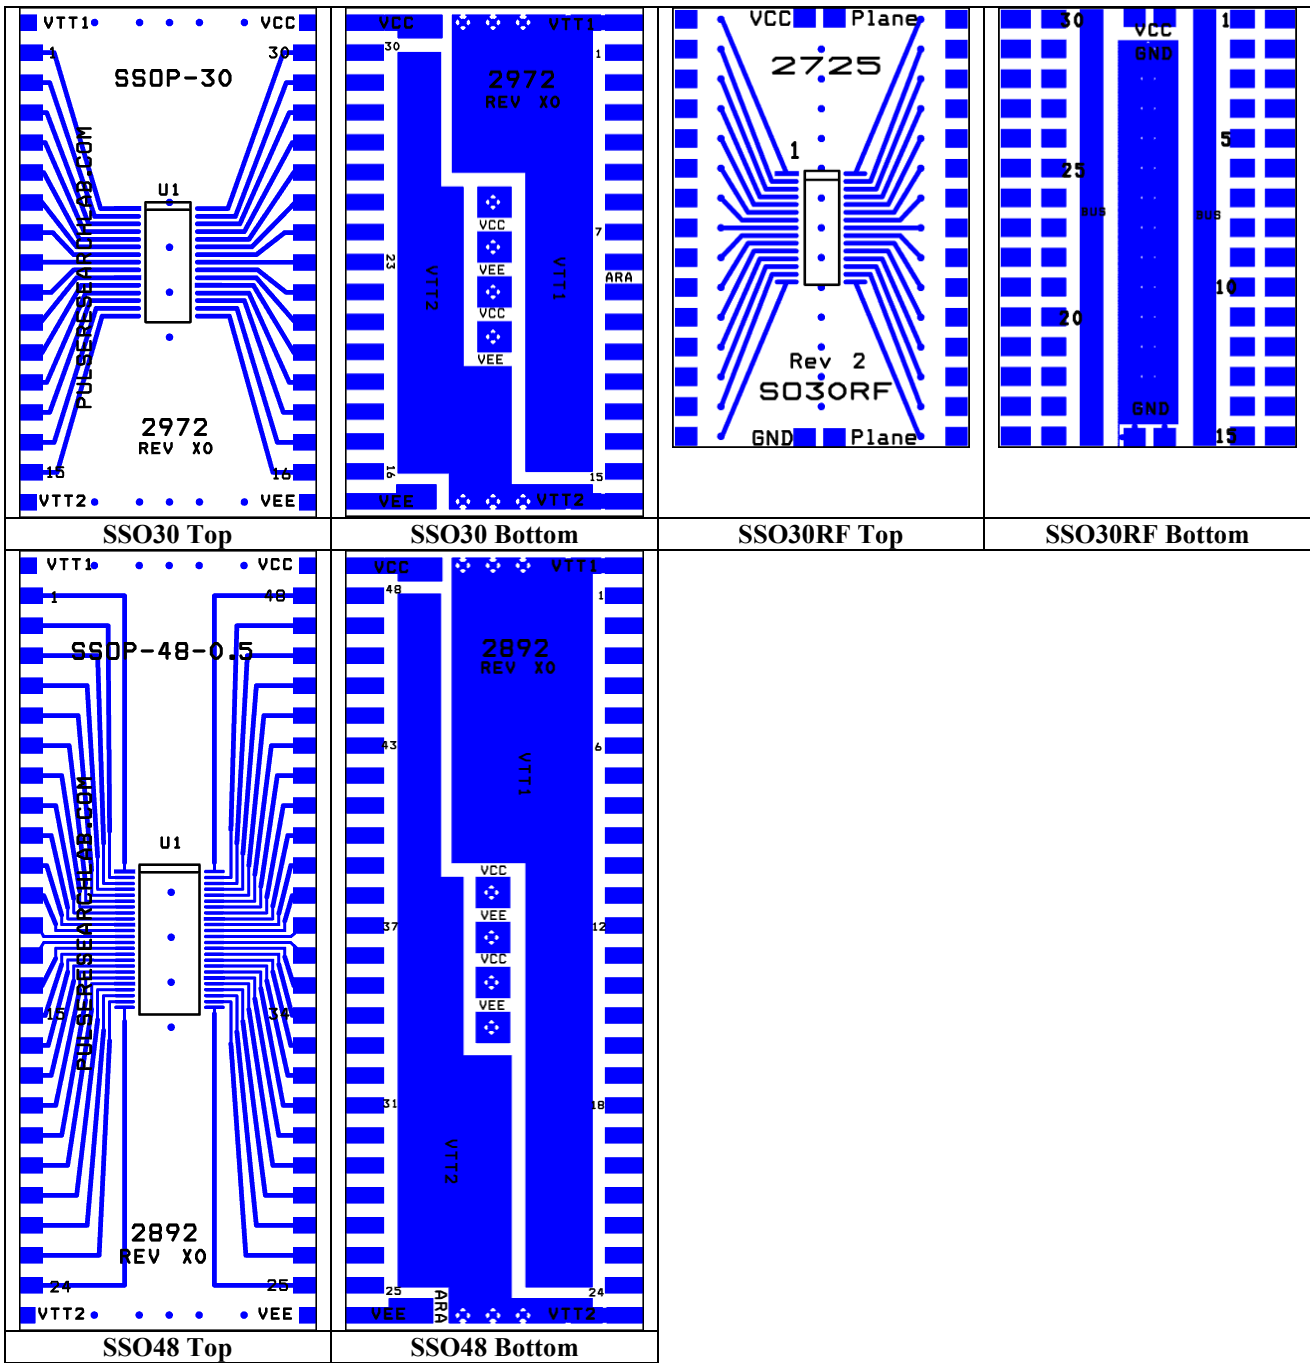 VTT1 VCC
1 30
SSOP-30
PULSERESEARCHLAB.COM
U1
2972
REV X0
15 16
VTT2 VEE
SSO30 Top
VCC VTT1
30 1
2972
REV X0
7
VCC
23
VEE
VTT2 VTT1
ARA
VCC
VEE
16 15
VEE VTT2
SSO30 Bottom
VCC Plane
2725
1
Rev 2
SO30RF
GND Plane
SSO30RF Top
30 1
VCC
GND
5
25
BUS BUS
10
20
GND
15
SSO30RF Bottom
VTT1 VCC
1 48
SSOP-48-0.5
PULSERESEARCHLAB.COM
U1
15 34
2892
REV X0
24 25
VTT2 VEE
SSO48 Top
VCC VTT1
48 1
2892
REV X0
43 6
VTT1
VCC
VEE
37 12
VCC
VEE
31 18
VTT2
25 24
ARA
VEE VTT2
SSO48 Bottom